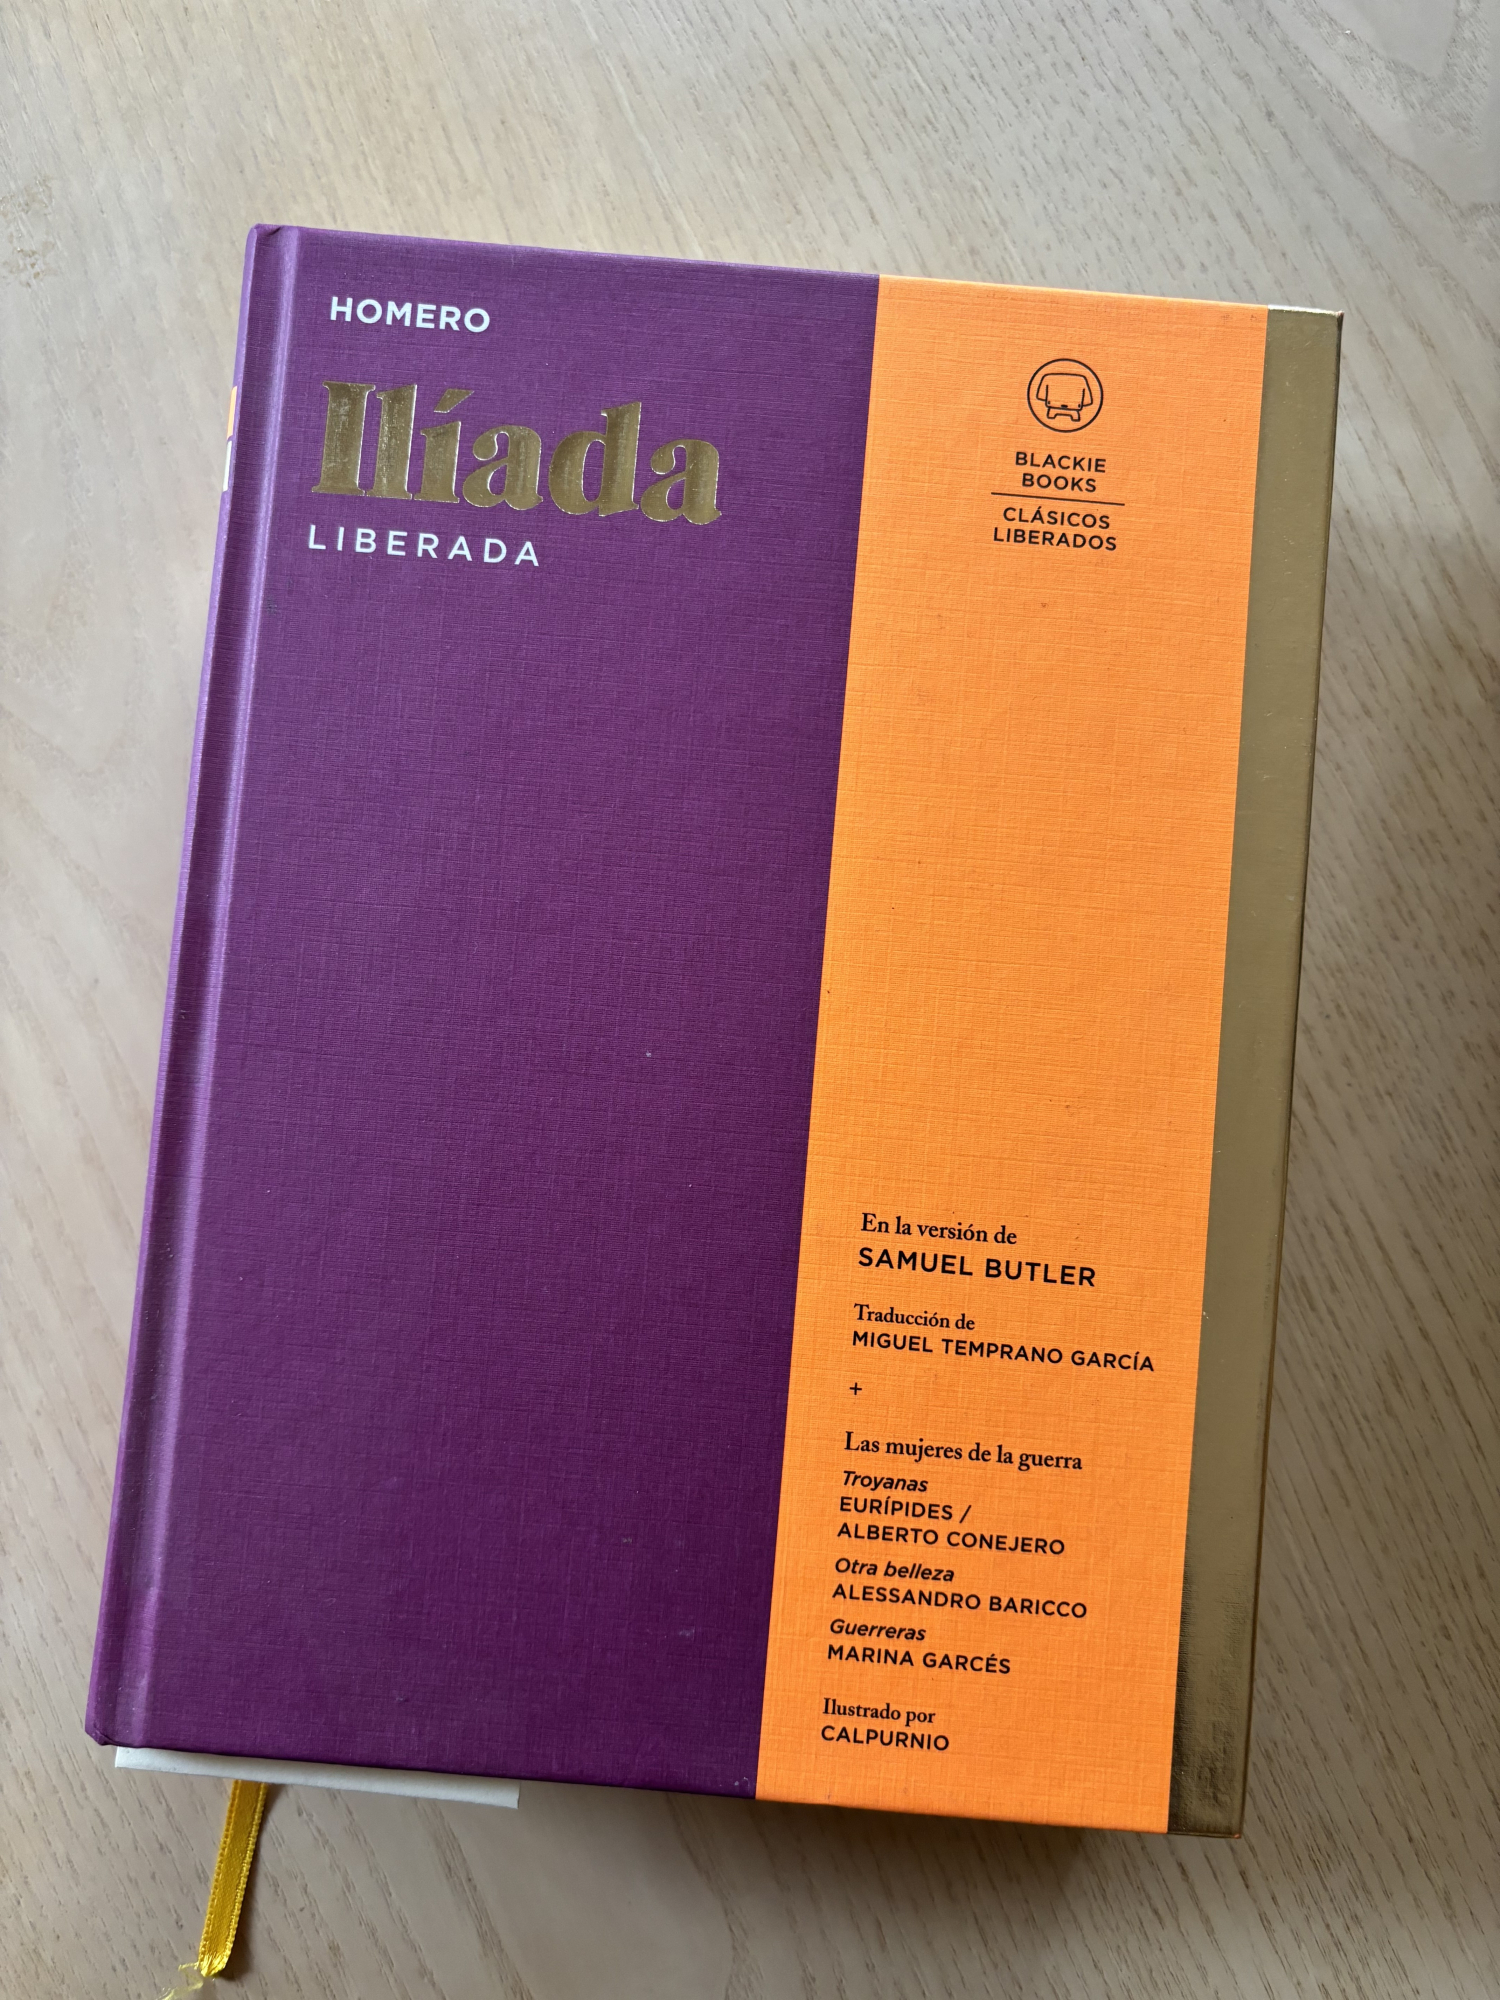 HOMERO
Ilíada
LIBERADA
BLACKIE
BOOKS
CLÁSICOS
LIBERADOS
En la versión de
SAMUEL BUTLER
Traducción de
MIGUEL TEMPRANO GARCÍA
+
Las mujeres de la guerra
Troyanas
EURÍPIDES /
ALBERTO CONEJERO
Otra belleza
ALESSANDRO BARICCO
Guerreras
MARINA GARCÉS
Ilustrado por
CALPURNIO